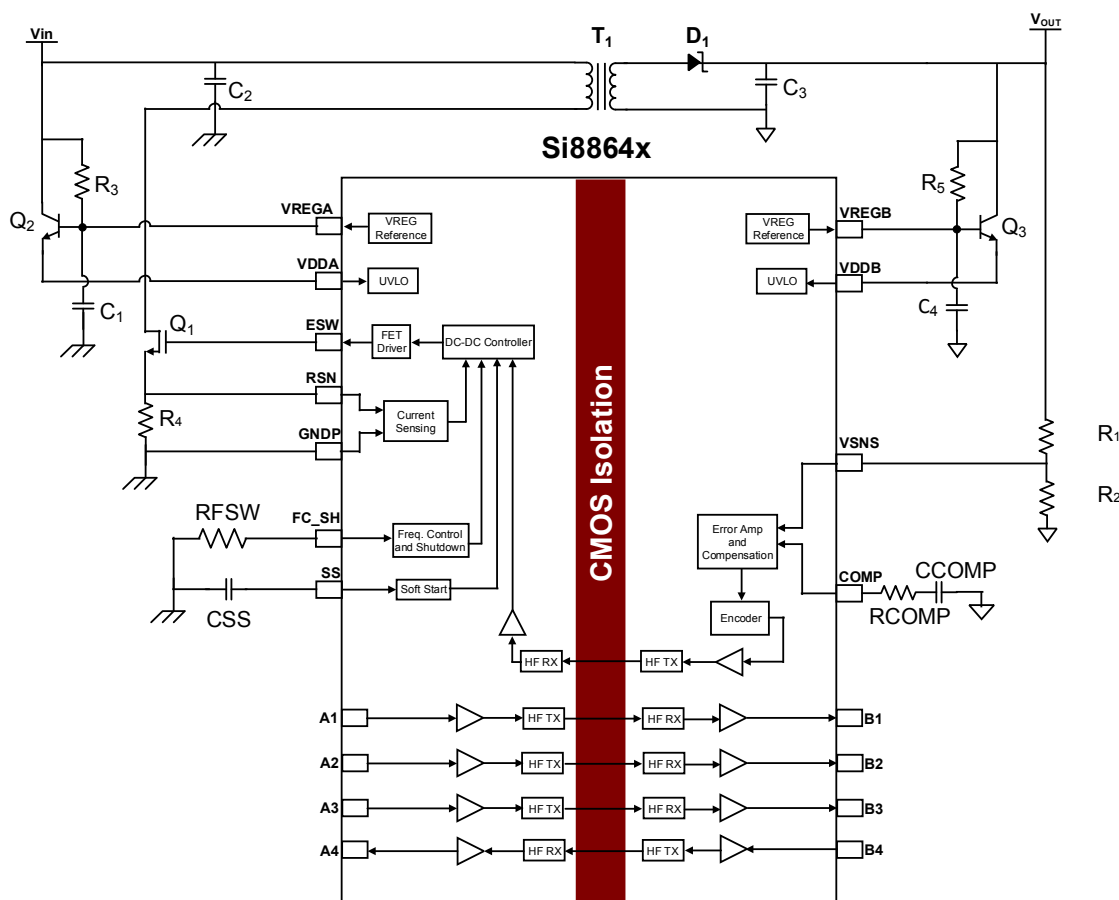 Vin
T1
D1
VOUT
C2
C3
Si8864x
R3
R5
Q2
VREGA
VREG
Reference
VREG
Reference
VREGB
Q3
VDDA
UVLO
UVLO
VDDB
C1
C4
Q1
ESW
FET
Driver
DC-DC Controller
RSN
R4
Current
Sensing
GNDP
CMOS Isolation
VSNS
R1
R2
RFSW
FC_SH
Freq. Control
and Shutdown
Error Amp
and
Compensation
SS
Soft Start
CSS
COMP
CCOMP
RCOMP
Encoder
HF RX
HF TX
A1
HF TX
HF RX
B1
A2
HF TX
HF RX
B2
A3
HF TX
HF RX
B3
A4
HF RX
HF TX
B4